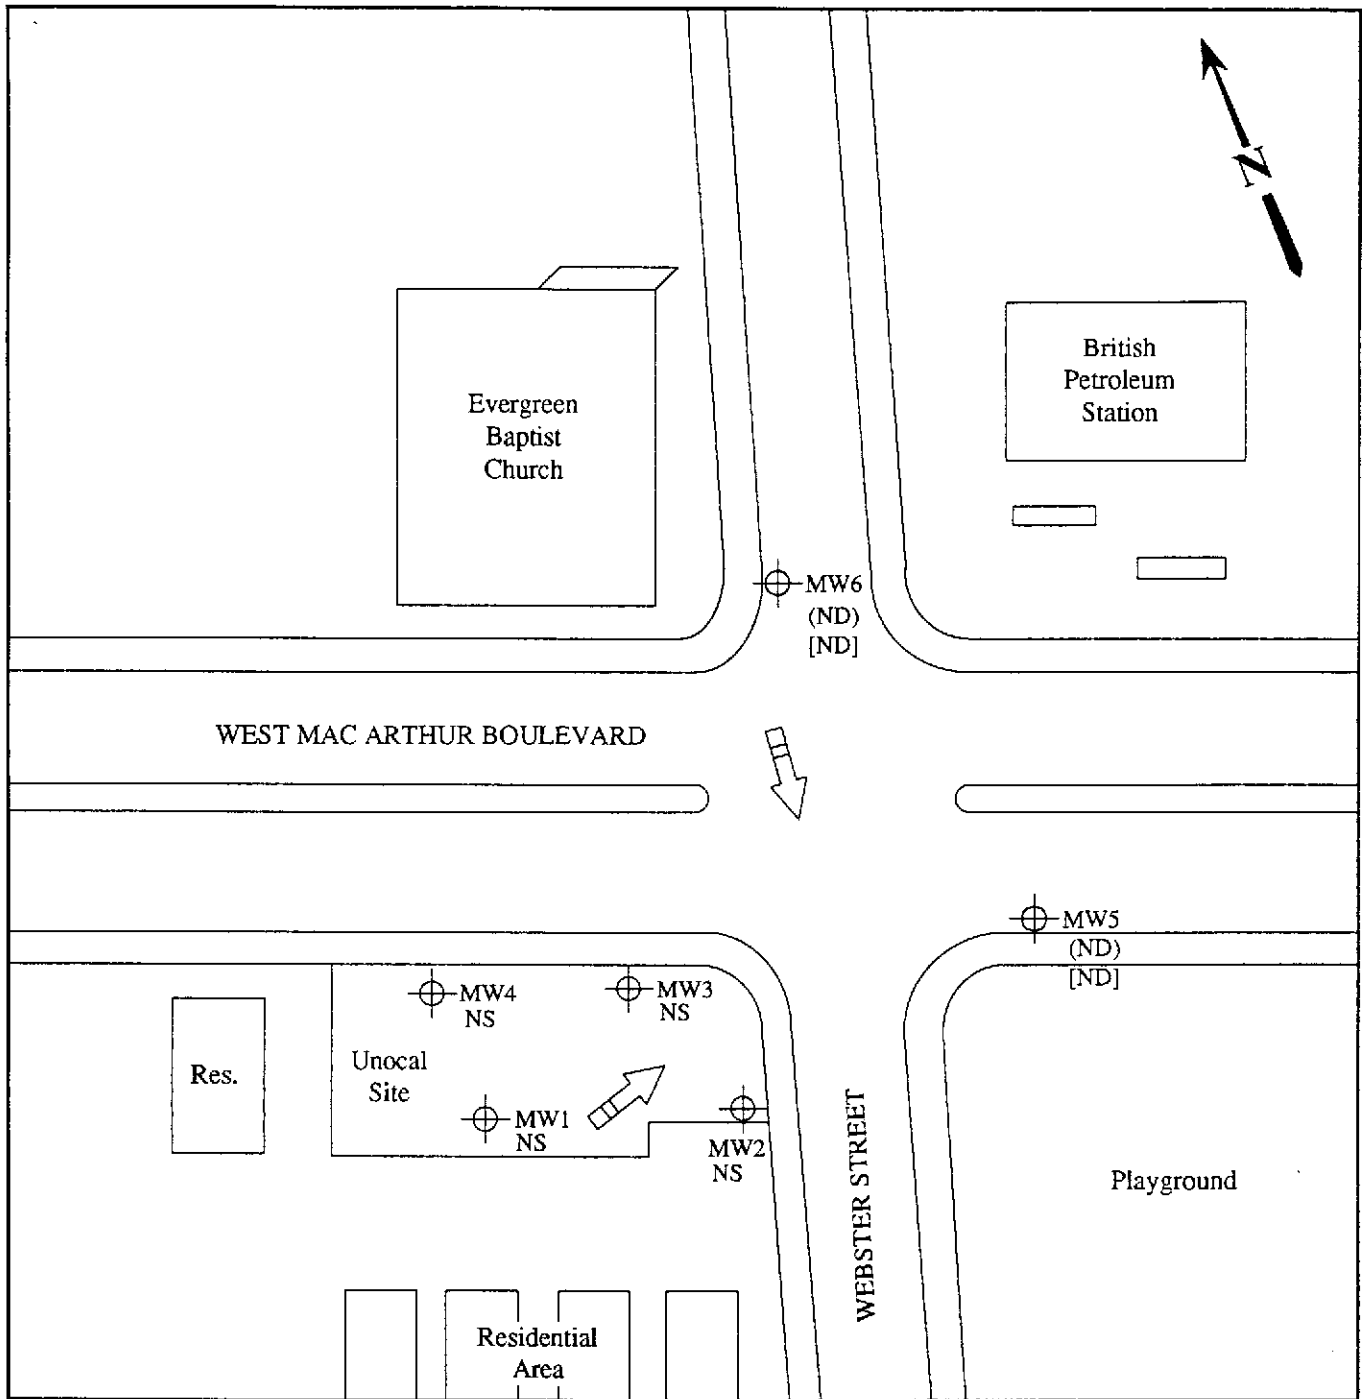 N
British
Petroleum
Station
Evergreen
Baptist
Church
MW6
(ND)
[ND]
WEST MAC ARTHUR BOULEVARD
MW5
(ND)
[ND]
MW4
NS
MW3
NS
Unocal
Site
Res.
MW1
NS
MW2
NS
WEBSTER STREET
Playground
Residential
Area